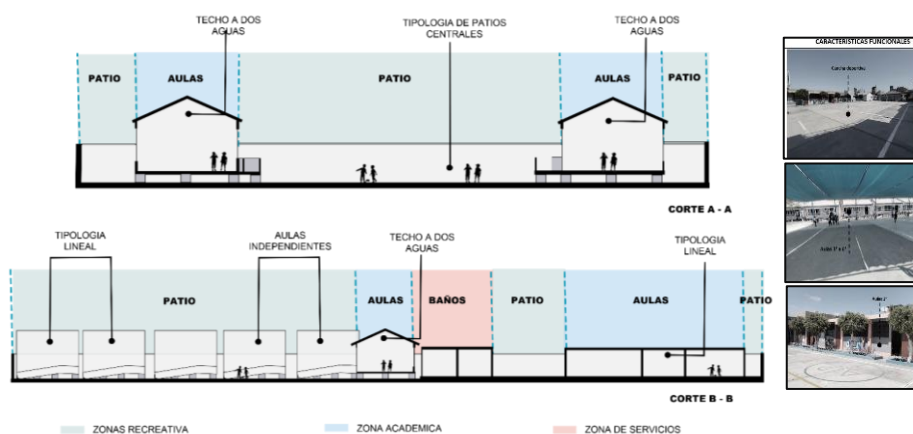 TECHO A DOS
AGUAS
TIPOLOGIA DE PATIOS
CENTRALES
TECHO A DOS
AGUAS
PATIO
AULAS
PATIO
AULAS
PATIO
CORTE A - A
TIPOLOGIA
LINEAL
AULAS
INDEPENDIENTES
TECHO A DOS
AGUAS
TIPOLOGIA
LINEAL
PATIO
AULAS
BAÑOS
PATIO
AULAS
PATIO
CORTE B - B
ZONAS RECREATIVA
ZONA ACADEMICA
ZONA DE SERVICIOS
CARACTERISTICAS FUNCIONALES
Cancha deportiva